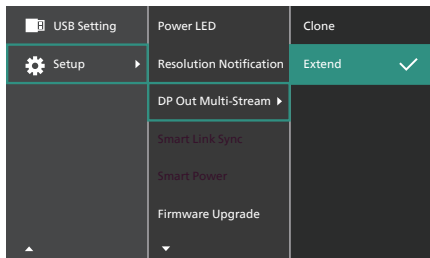 USB Setting
Setup
Power LED
Resolution Notification
DP Out Multi-Stream
Smart Link Sync
Smart Power
Firmware Upgrade
Clone
Extend